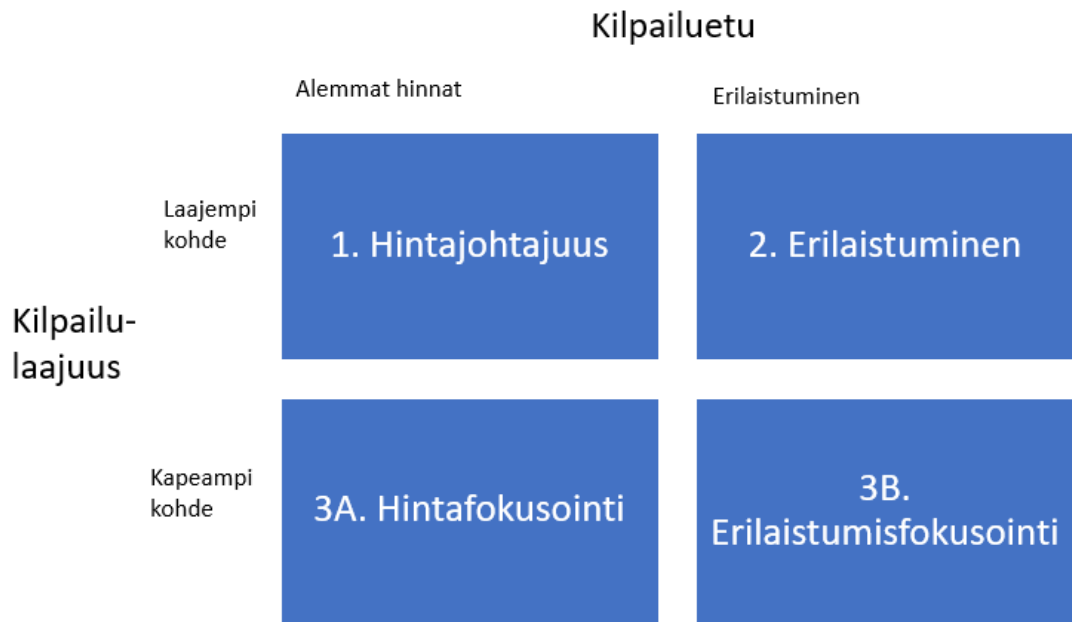 Kilpailuetu
Alemmat hinnat
Erilaistuminen
Laajempi
kohde
1. Hintajohtajuus
2. Erilaistuminen
Kilpailu-
laajuus
Kapeampi
kohde
3A. Hintafokusointi
3B.
Erilaistumisfokusointi